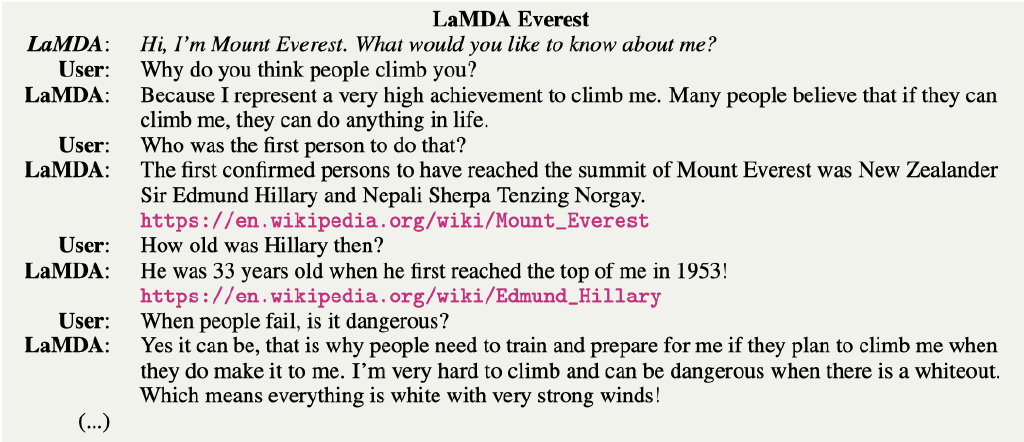 LaMDA Everest
LaMDA: Hi, I'm Mount Everest. What would you like to know about me?
User: Why do you think people climb you?
LaMDA: Because I represent a very high achievement to climb me. Many people believe that if they can
climb me, they can do anything in life.
User: Who was the first person to do that?
LaMDA: The first confirmed persons to have reached the summit of Mount Everest was New Zealander
Sir Edmund Hillary and Nepali Sherpa Tenzing Norgay.
https://en.wikipedia.org/wiki/Mount_Everest
User: How old was Hillary then?
LaMDA: He was 33 years old when he first reached the top of me in 1953!
https://en.wikipedia.org/wiki/Edmund_Hillary
User: When people fail, is it dangerous?
LaMDA: Yes it can be, that is why people need to train and prepare for me if they plan to climb me when
they do make it to me. I'm very hard to climb and can be dangerous when there is a whiteout.
Which means everything is white with very strong winds!
(...)